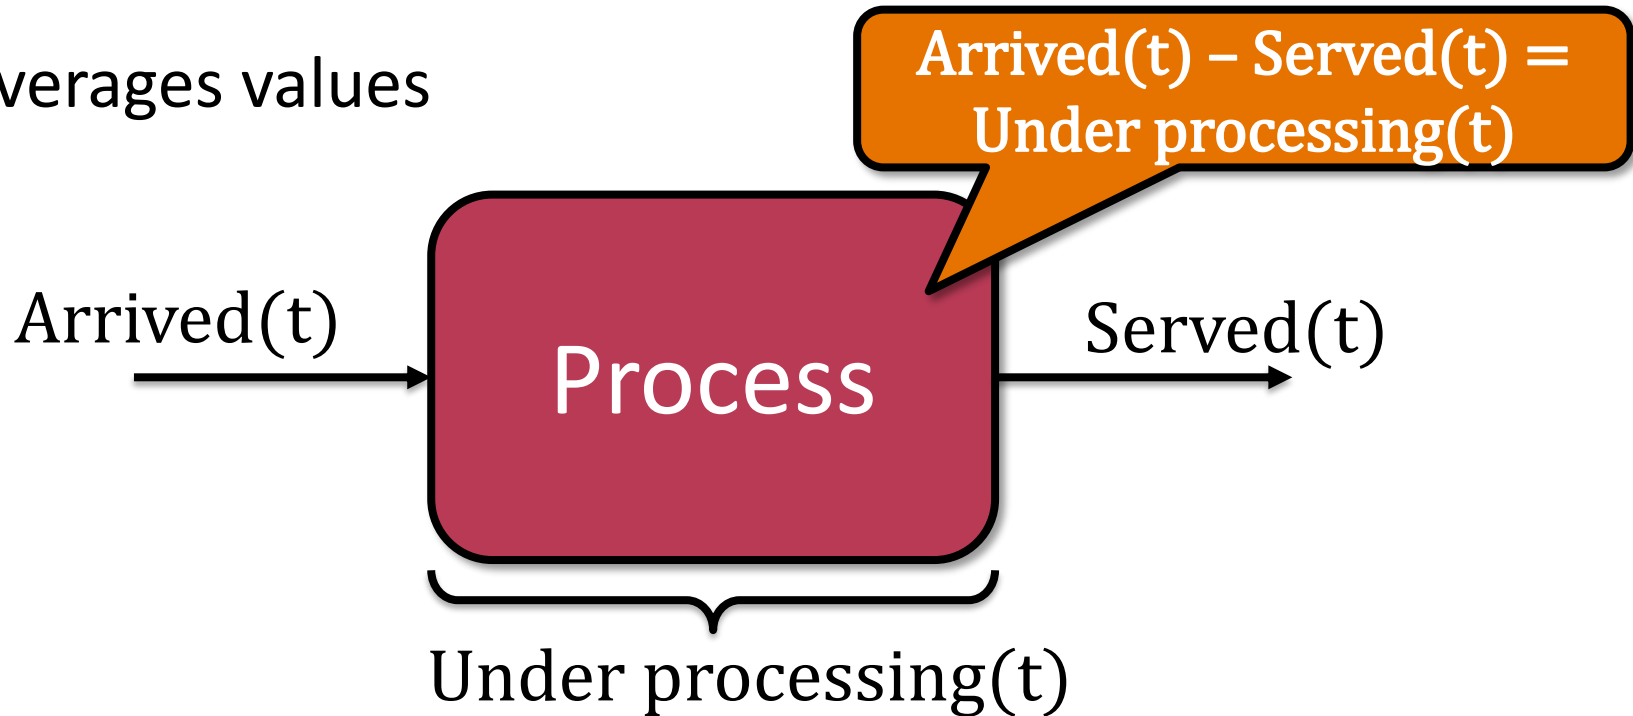 verages values
Arrived(t) – Served(t) =
Under processing(t)
Arrived(t)
Process
Served(t)
Under processing(t)